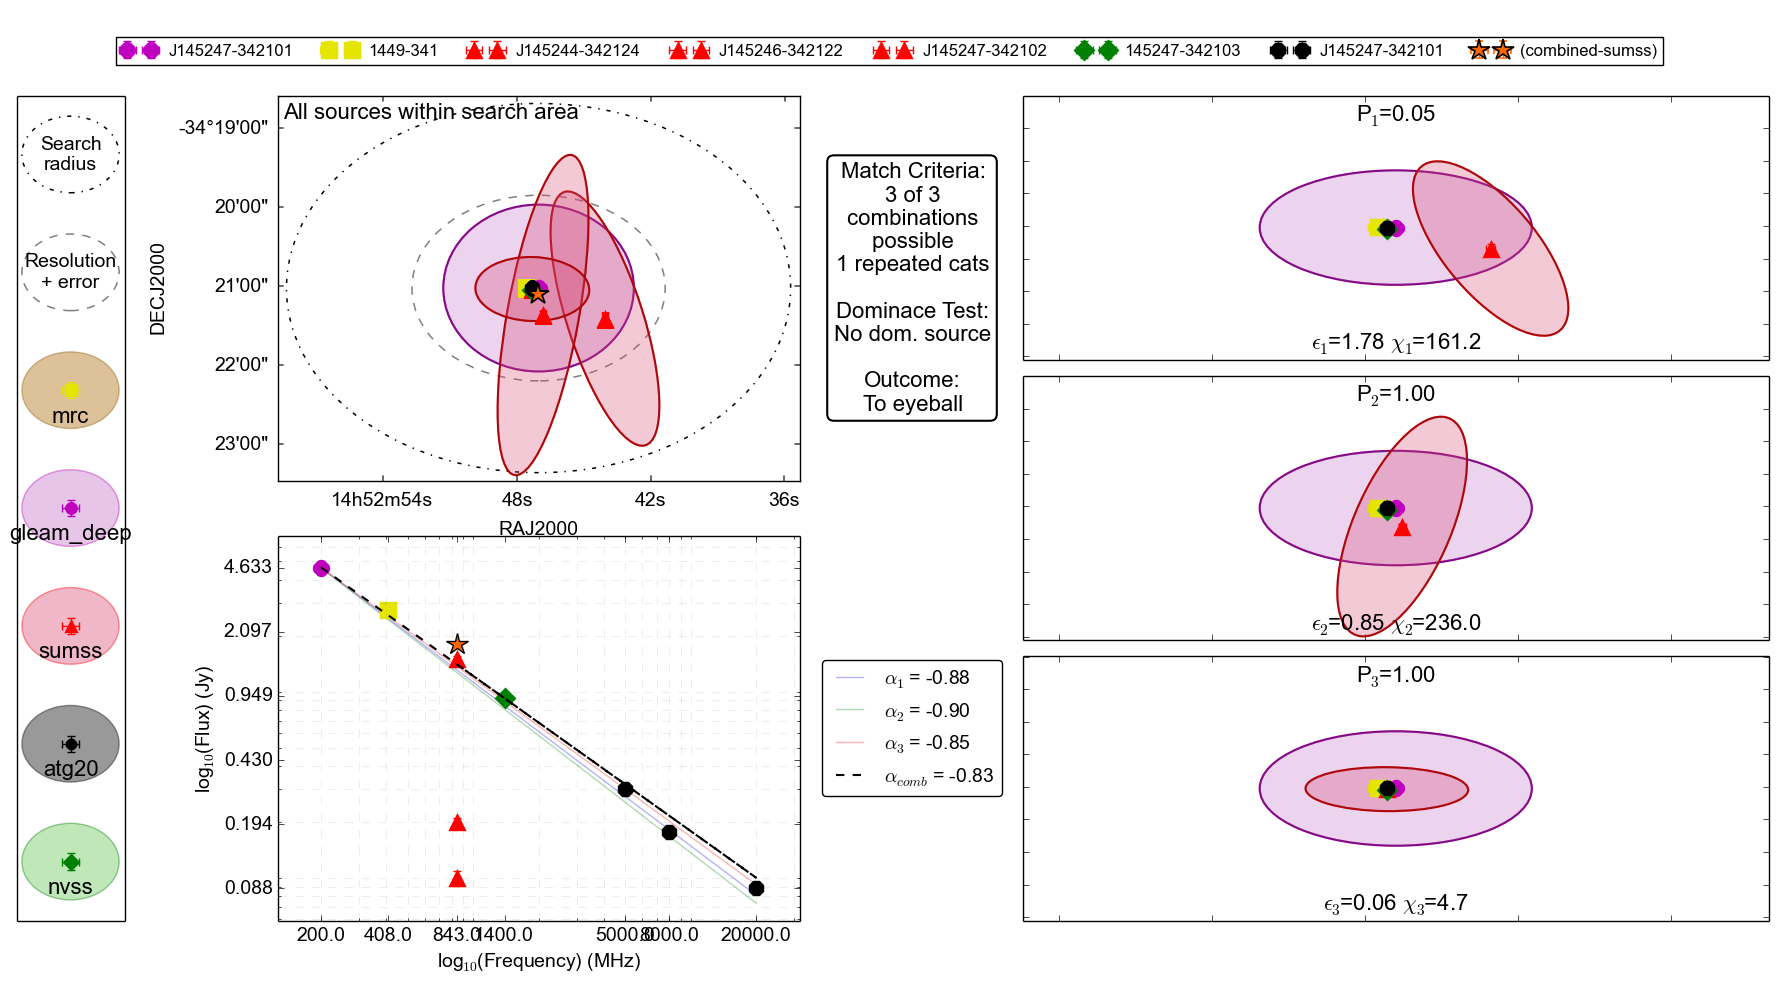 J145247-342101 1449-341 J145244-342124 J145246-342122 J145247-342102 145247-342103 J145247-342101 (combined-sumss)
Search
radius
Resolution
+ error
mrc
gleam_deep
sumss
atg20
nvss
All sources within search area
DECJ2000
-34°19'00"
20'00"
21'00"
22'00"
23'00"
14h52m54s 48s 42s 36s
RAJ2000
log₁₀(Flux) (Jy)
4.633
2.097
0.949
0.430
0.194
0.088
200.0 408.0 843.0 1400.0 5000.0 8000.0 20000.0
log₁₀(Frequency) (MHz)
Match Criteria:
3 of 3
combinations
possible
1 repeated cats
Dominace Test:
No dom. source
Outcome:
To eyeball
α₁ = -0.88
α₂ = -0.90
α₃ = -0.85
α_comb = -0.83
P₁=0.05
ϵ₁=1.78 χ₁=161.2
P₂=1.00
ϵ₂=0.85 χ₂=236.0
P₃=1.00
ϵ₃=0.06 χ₃=4.7